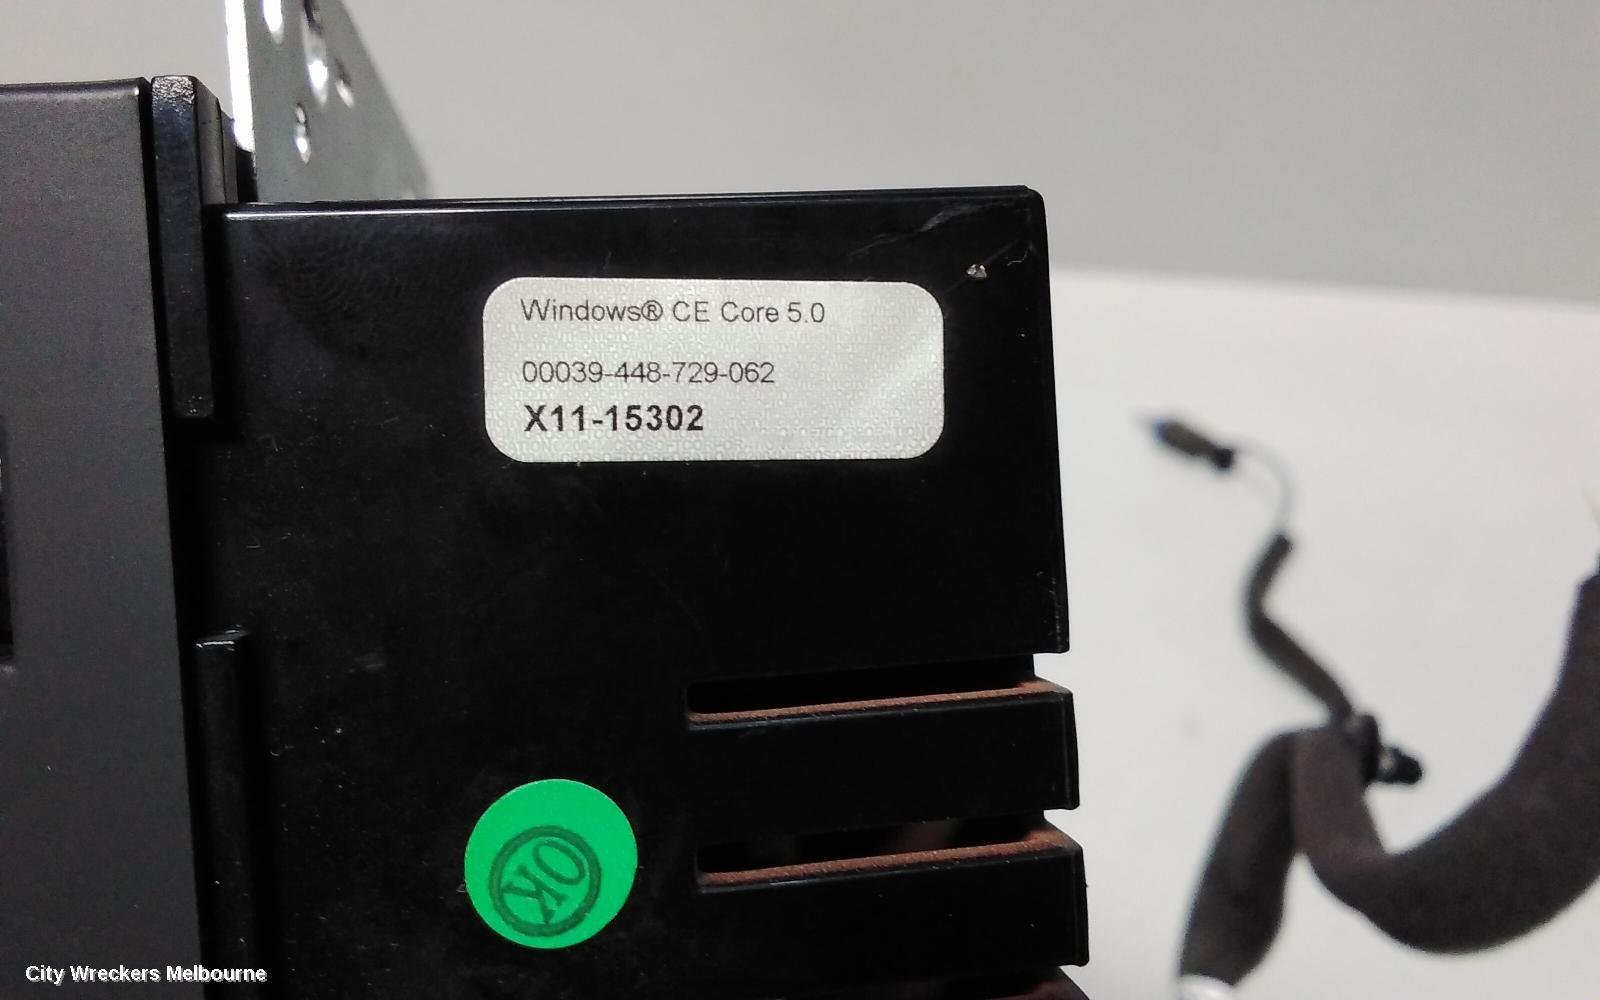 Windows® CE Core 5.0
00039-448-729-062
X11-15302
OK
City Wreckers Melbourne